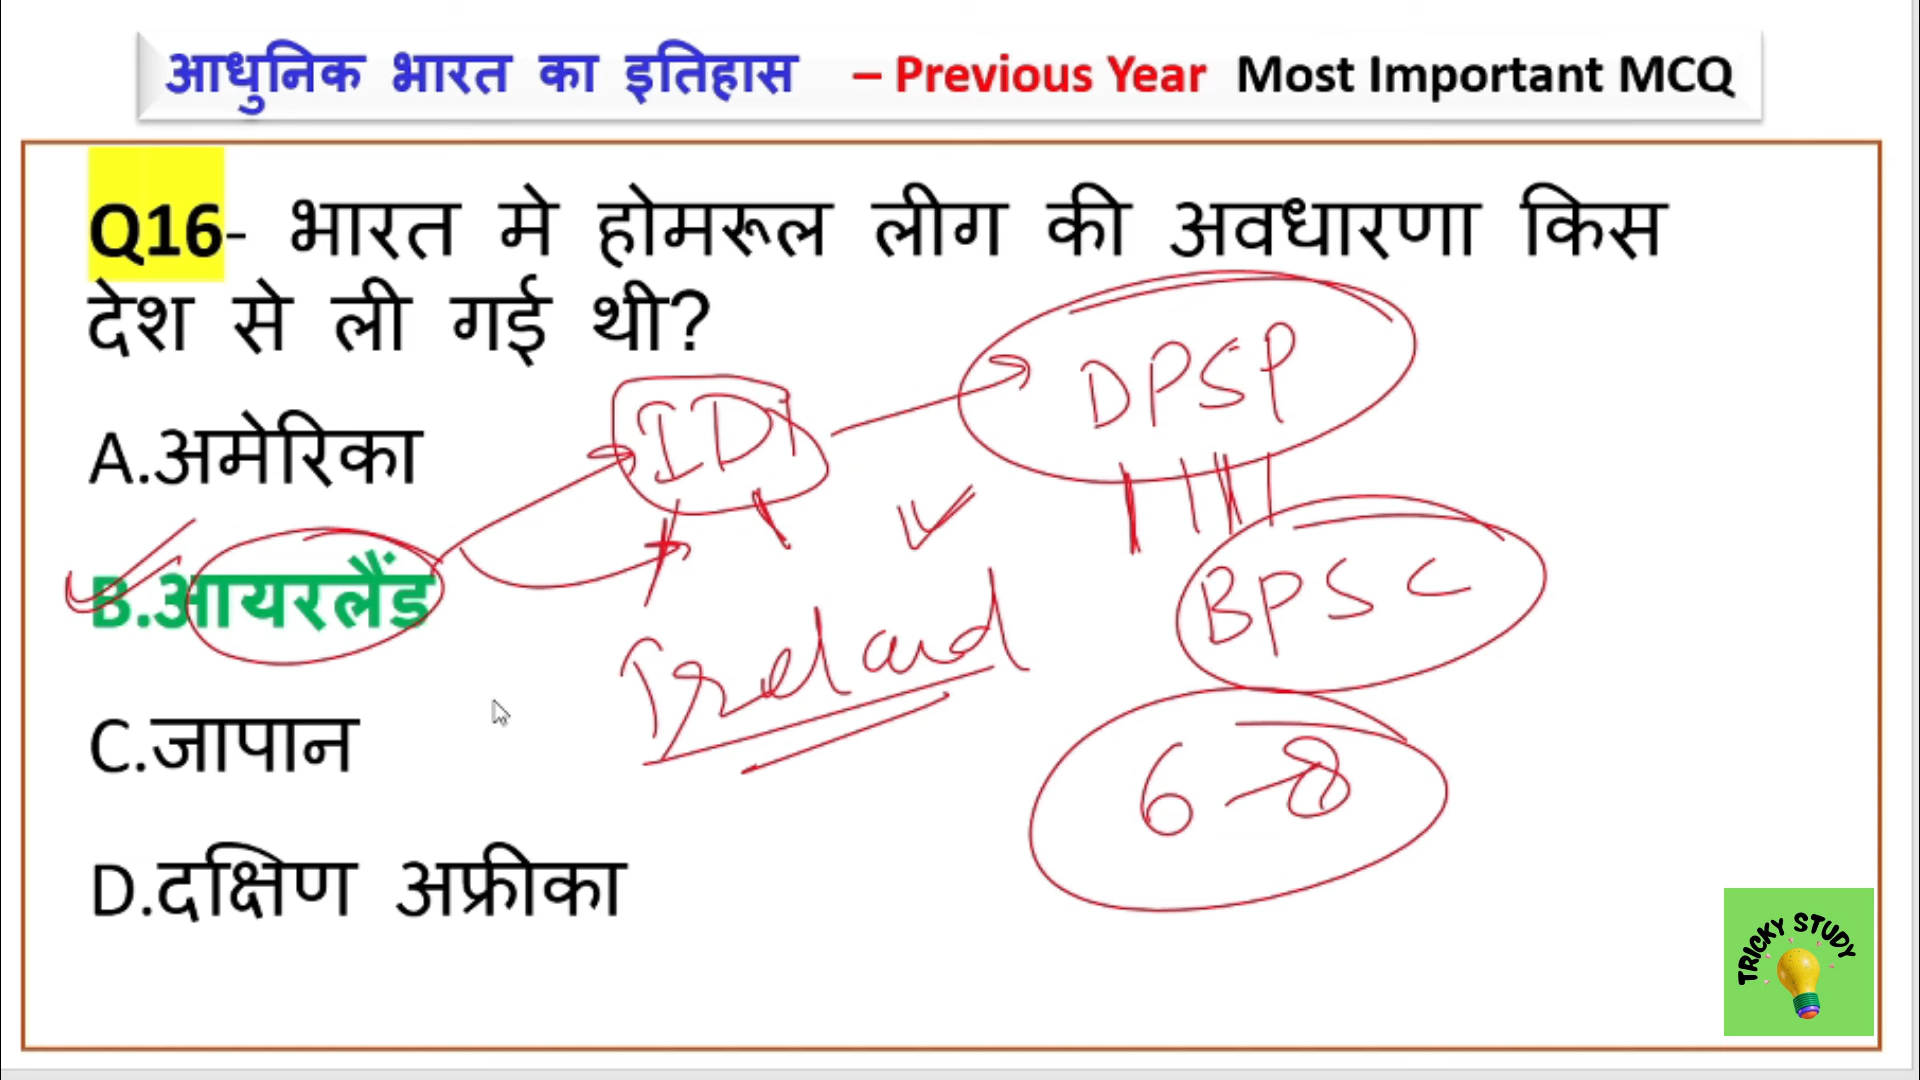 आधुनिक भारत का इतिहास – Previous Year Most Important MCQ
Q16- भारत मे होमरूल लीग की अवधारणा किस
देश से ली गई थी?
DPSP
A.अमेरिका
B.आयरलैंड
BPSC
Ireland
C.जापान
6 → 8
D.दक्षिण अफ्रीका
TRICKY STUDY